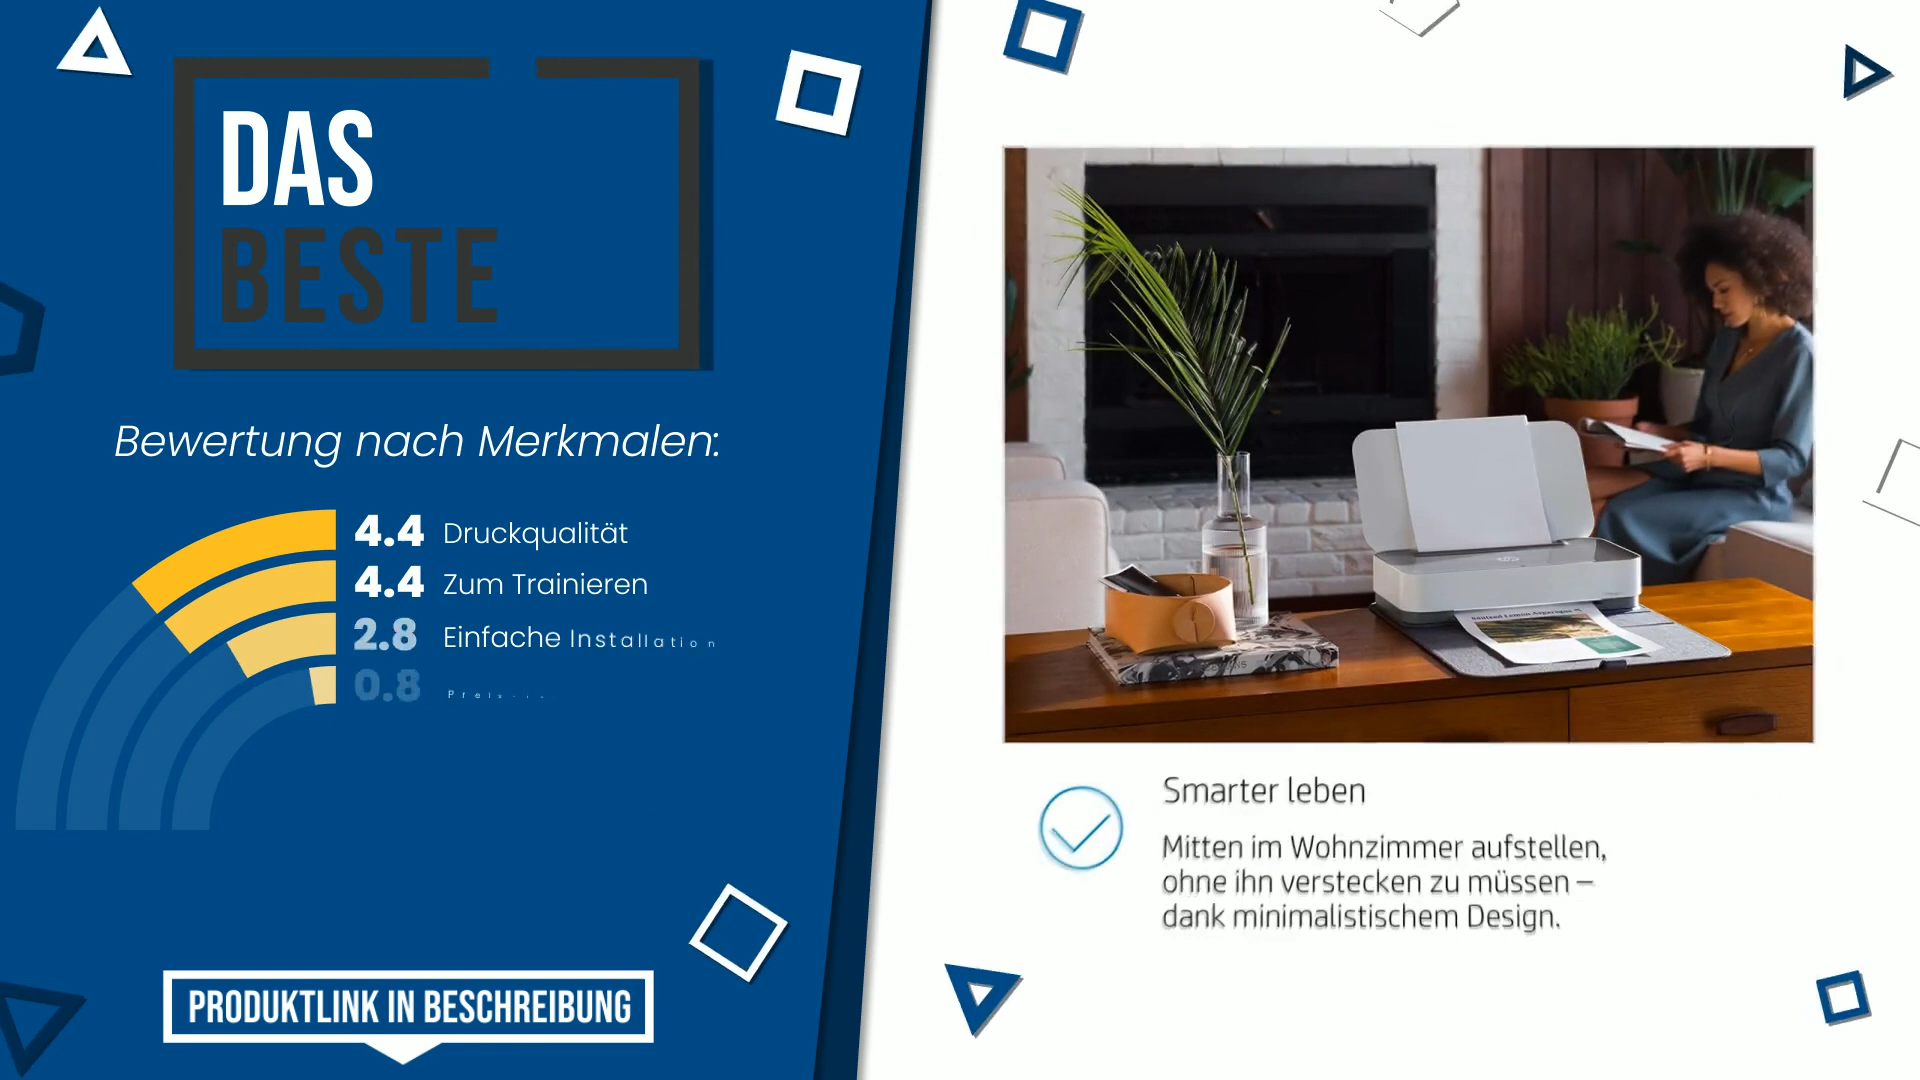 DAS
BESTE
Bewertung nach Merkmalen:
4.4 Druckqualität
4.4 Zum Trainieren
2.8 Einfache Installation
0.8
PRODUKTLINK IN BESCHREIBUNG
Smarter leben
Mitten im Wohnzimmer aufstellen,
ohne ihn verstecken zu müssen –
dank minimalistischem Design.